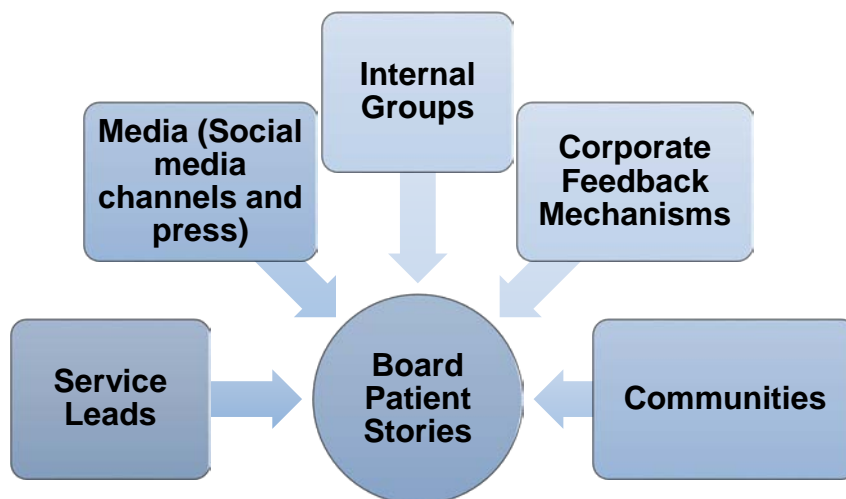 Internal
Groups
Media (Social
media
channels and
press)
Corporate
Feedback
Mechanisms
Service
Leads
Board
Patient
Stories
Communities